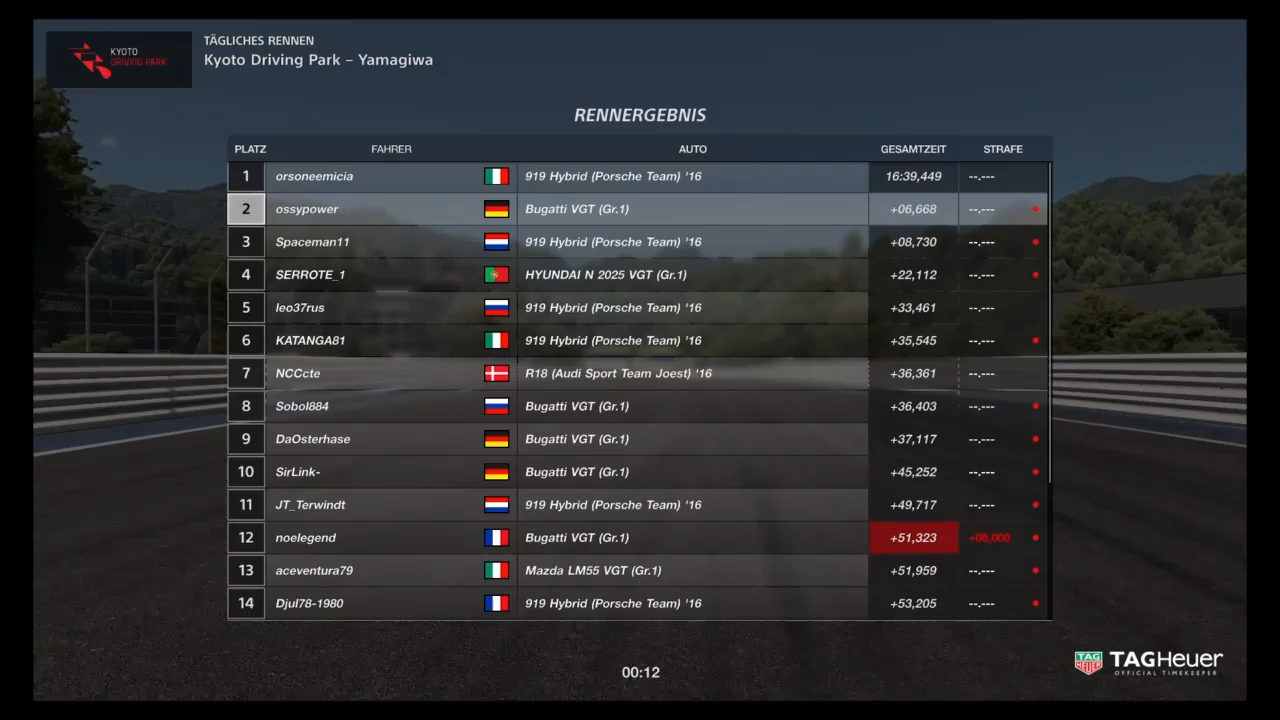 KYOTO
DRIVING PARK
TÄGLICHES RENNEN
Kyoto Driving Park – Yamagiwa
RENNERGEBNIS
PLATZ FAHRER AUTO GESAMTZEIT STRAFE
1 orsoneemicia 919 Hybrid (Porsche Team) '16 16:39,449 --.---
2 ossypower Bugatti VGT (Gr.1) +06,668 --.---
3 Spaceman11 919 Hybrid (Porsche Team) '16 +08,730 --.---
4 SERROTE_1 HYUNDAI N 2025 VGT (Gr.1) +22,112 --.---
5 leo37rus 919 Hybrid (Porsche Team) '16 +33,461 --.---
6 KATANGA81 919 Hybrid (Porsche Team) '16 +35,545 --.---
7 NCCcte R18 (Audi Sport Team Joest) '16 +36,361 --.---
8 Sobol884 Bugatti VGT (Gr.1) +36,403 --.---
9 DaOsterhase Bugatti VGT (Gr.1) +37,117 --.---
10 SirLink- Bugatti VGT (Gr.1) +45,252 --.---
11 JT_Terwindt 919 Hybrid (Porsche Team) '16 +49,717 --.---
12 noelegend Bugatti VGT (Gr.1) +51,323 +05,000
13 aceventura79 Mazda LM55 VGT (Gr.1) +51,959 --.---
14 Djul78-1980 919 Hybrid (Porsche Team) '16 +53,205 --.---
00:12
TAG HEUER
TAGHeuer
OFFICIAL TIMEKEEPER